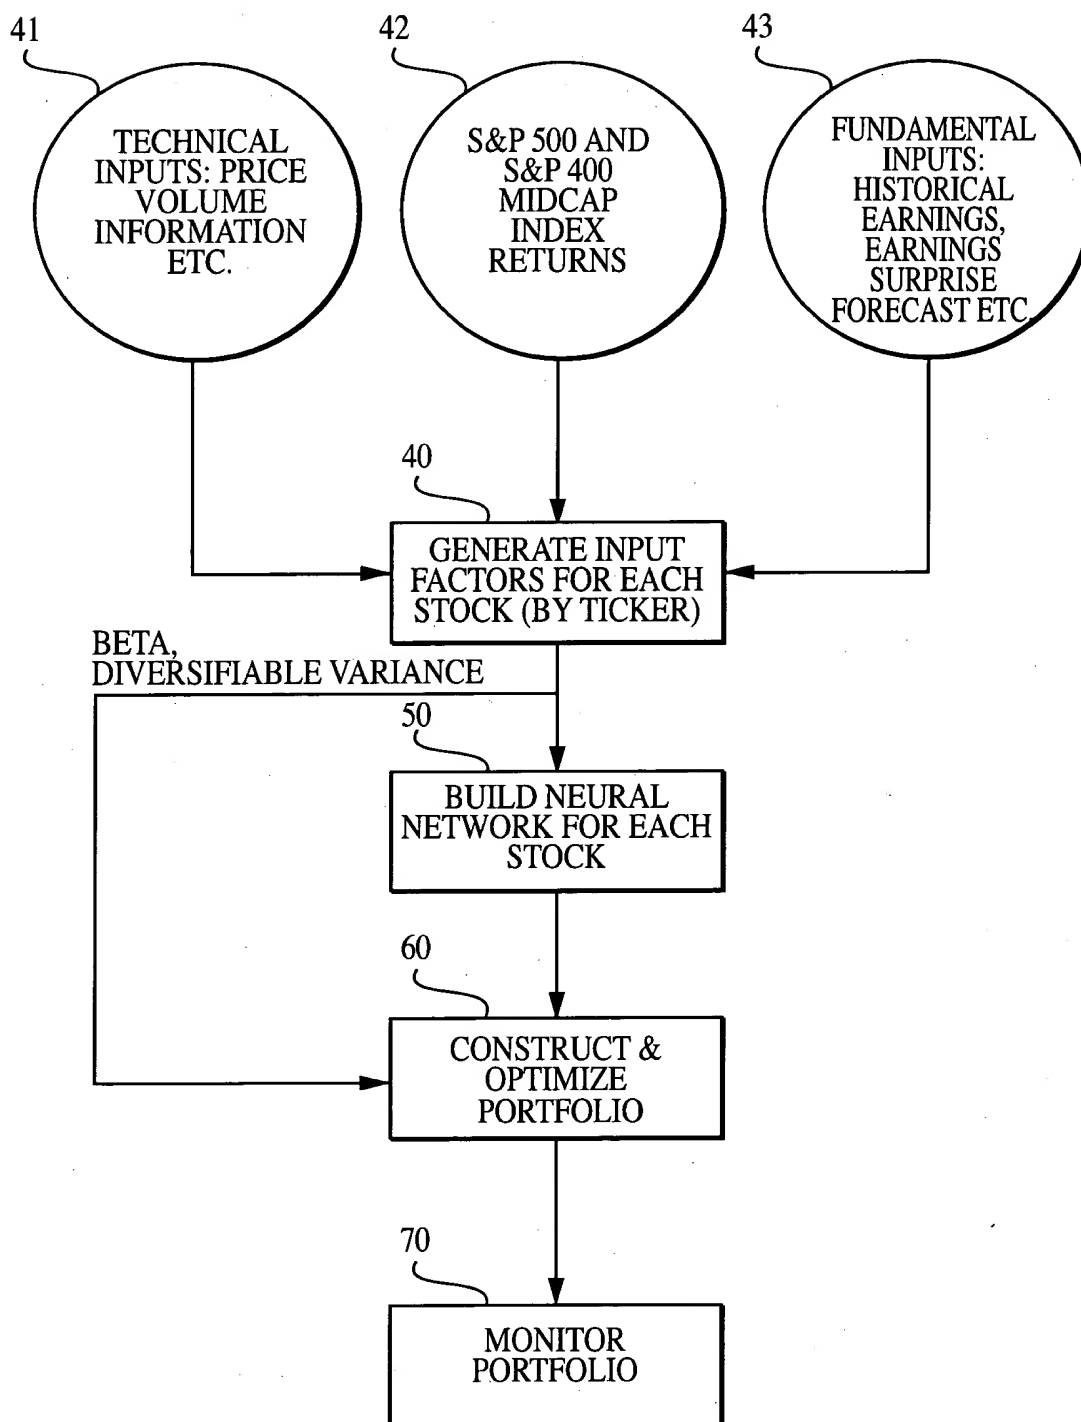 41
42
43
TECHNICAL
INPUTS: PRICE
VOLUME
INFORMATION
ETC.
S&P 500 AND
S&P 400
MIDCAP
INDEX
RETURNS
FUNDAMENTAL
INPUTS:
HISTORICAL
EARNINGS,
EARNINGS
SURPRISE
FORECAST ETC.
40
GENERATE INPUT
FACTORS FOR EACH
STOCK (BY TICKER)
BETA,
DIVERSIFIABLE VARIANCE
50
BUILD NEURAL
NETWORK FOR EACH
STOCK
60
CONSTRUCT &
OPTIMIZE
PORTFOLIO
70
MONITOR
PORTFOLIO